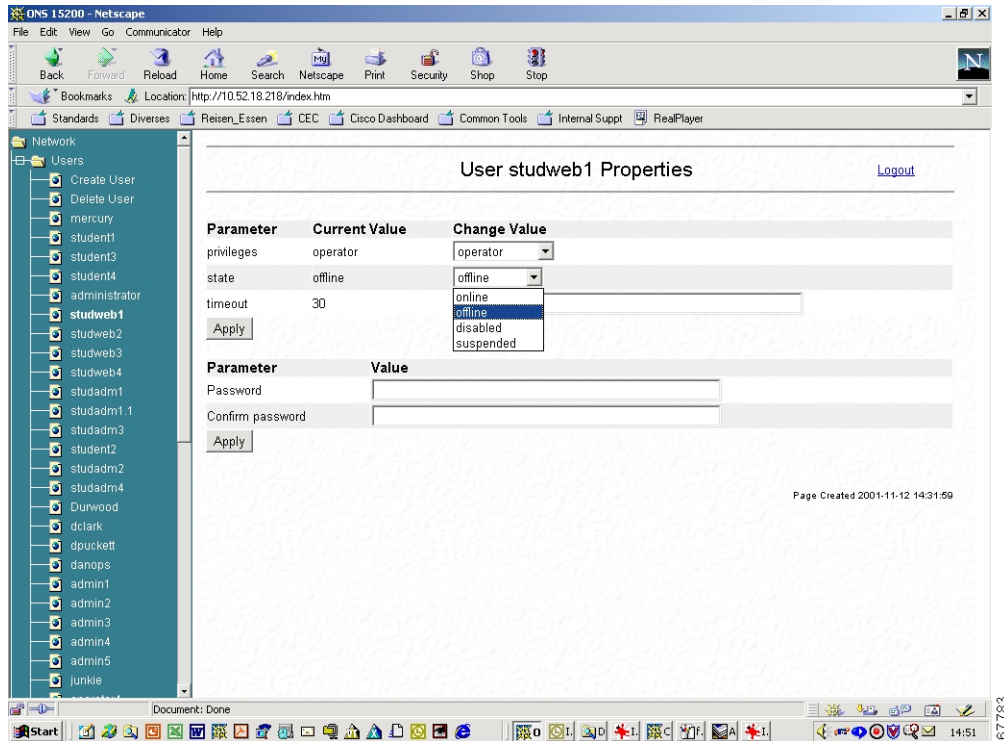 ONS 15200 - Netscape
File Edit View Go Communicator Help
My
N
Back Forward Reload Home Search Netscape Print Security Shop Stop
Bookmarks Location: http://10.52.18.218/index.htm
Standards Diverses Reisen_Essen CEC Cisco Dashboard Common Tools Internal Suppt RealPlayer
Network
Users
Create User
Delete User
mercury
student1
student3
student4
administrator
studweb1
studweb2
studweb3
studweb4
studadm1
studadm1.1
studadm3
student2
studadm2
studadm4
Durwood
dclark
dpuckett
danops
admin1
admin2
admin3
admin4
admin5
junkie
User studweb1 Properties
Logout
Parameter Current Value Change Value
privileges operator operator
state offline offline
online
offline
disabled
suspended
timeout 30
Apply
Parameter Value
Password
Confirm password
Apply
Page Created 2001-11-12 14:31:59
Document: Done
Start
14:51